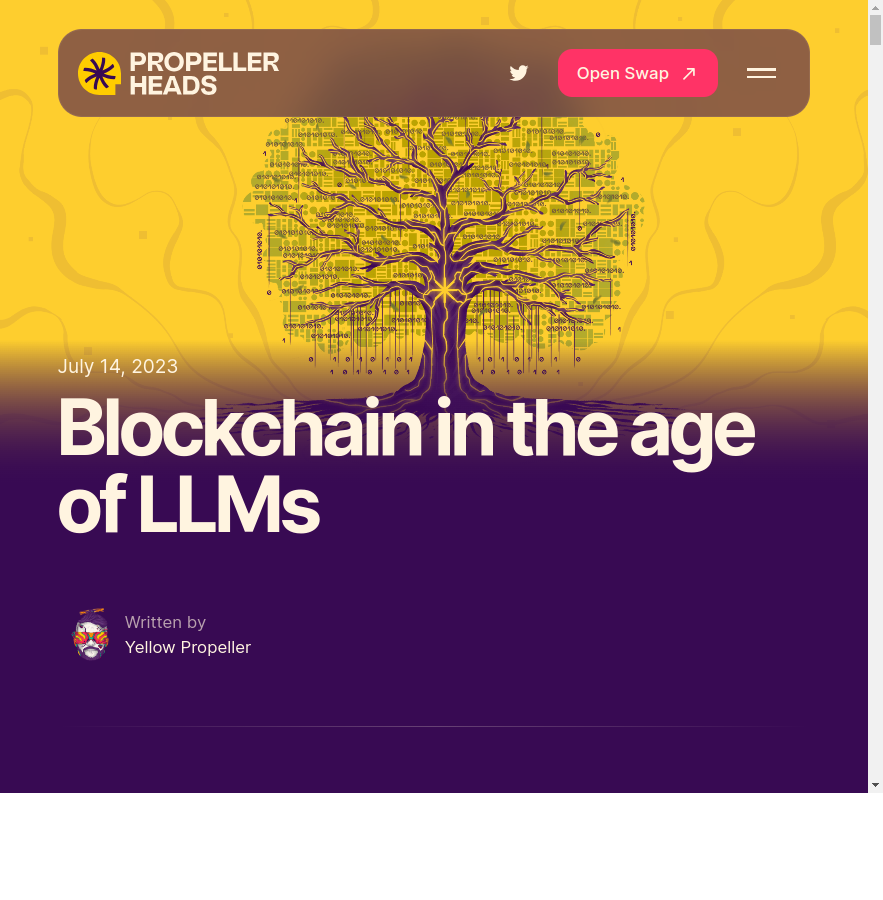 PROPELLER
HEADS
Open Swap
July 14, 2023
Blockchain in the age
of LLMs
Written by
Yellow Propeller